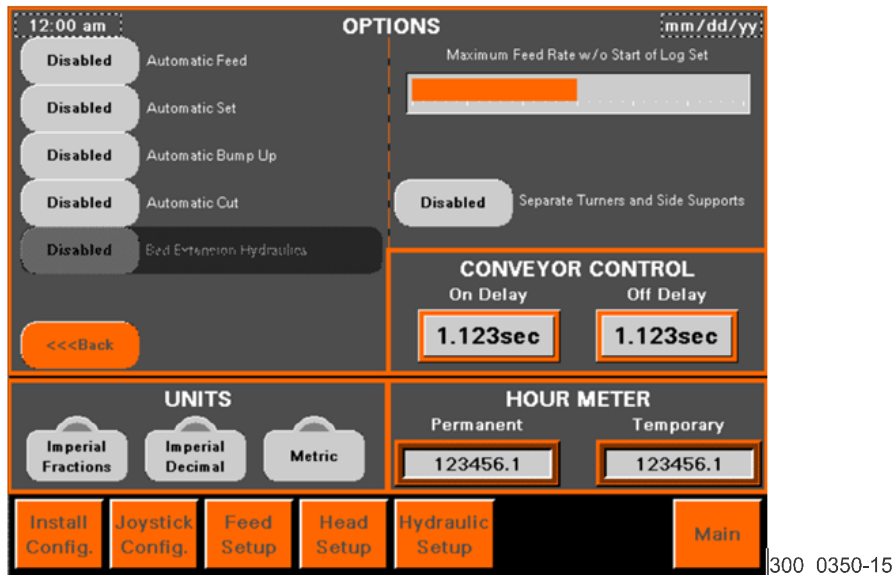 12:00 am
OPTIONS
mm/dd/yy
Disabled Automatic Feed
Disabled Automatic Set
Disabled Automatic Bump Up
Disabled Automatic Cut
Disabled Bed Extension Hydraulics
<<<Back
Maximum Feed Rate w/o Start of Log Set
Disabled Separate Turners and Side Supports
CONVEYOR CONTROL
On Delay Off Delay
1.123sec 1.123sec
UNITS
Imperial Fractions
Imperial Decimal
Metric
HOUR METER
Permanent Temporary
123456.1 123456.1
Install Config.
Joystick Config.
Feed Setup
Head Setup
Hydraulic Setup
Main
300 0350-15